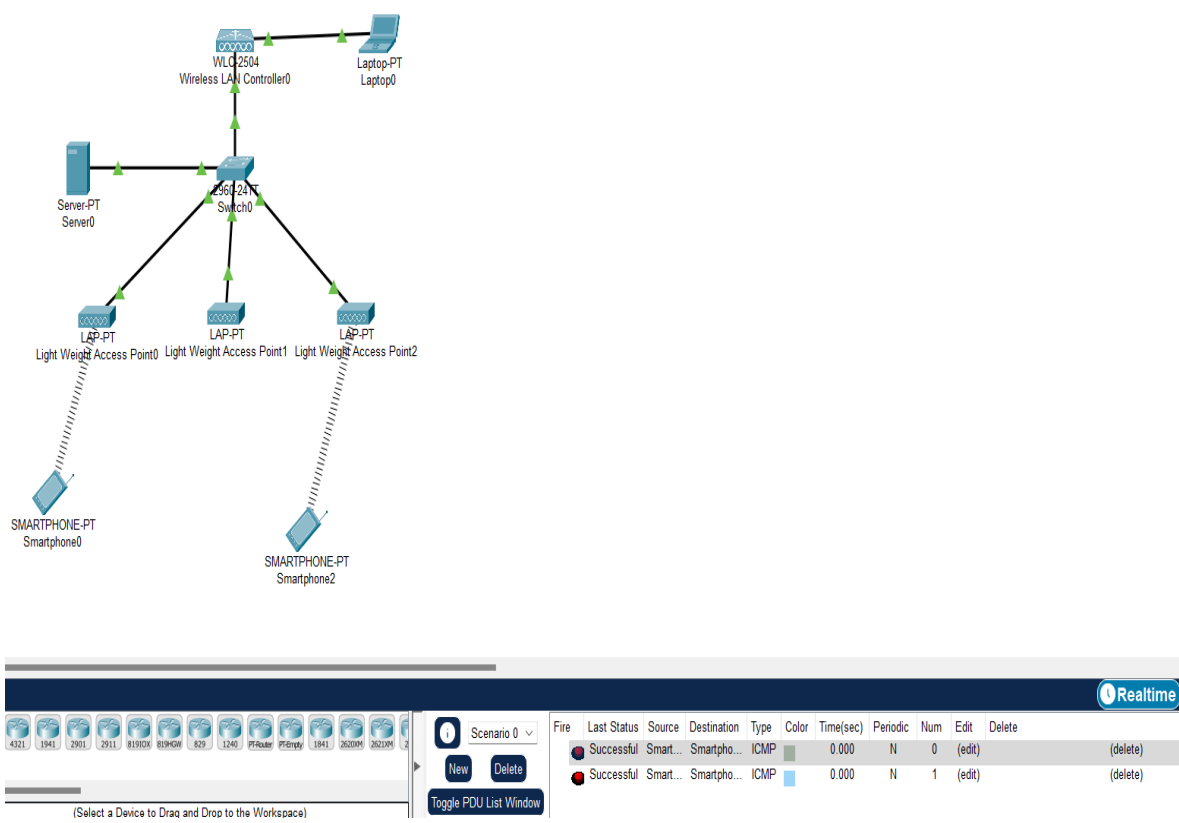 WLC-2504
Wireless LAN Controller0
Laptop-PT
Laptop0
Server-PT
Server0
2960-24TT
Switch0
LAP-PT
Light Weight Access Point0
LAP-PT
Light Weight Access Point1
LAP-PT
Light Weight Access Point2
SMARTPHONE-PT
Smartphone0
SMARTPHONE-PT
Smartphone2
Realtime
4321 1941 2901 2911 819IOX 819HGW 829 1240 PT-Router PT-Empty 1841 2620XM 2621XM
(Select a Device to Drag and Drop to the Workspace)
Scenario 0
New Delete
Toggle PDU List Window
Fire Last Status Source Destination Type Color Time(sec) Periodic Num Edit Delete
Successful Smart... Smartpho... ICMP 0.000 N 0 (edit) (delete)
Successful Smart... Smartpho... ICMP 0.000 N 1 (edit) (delete)